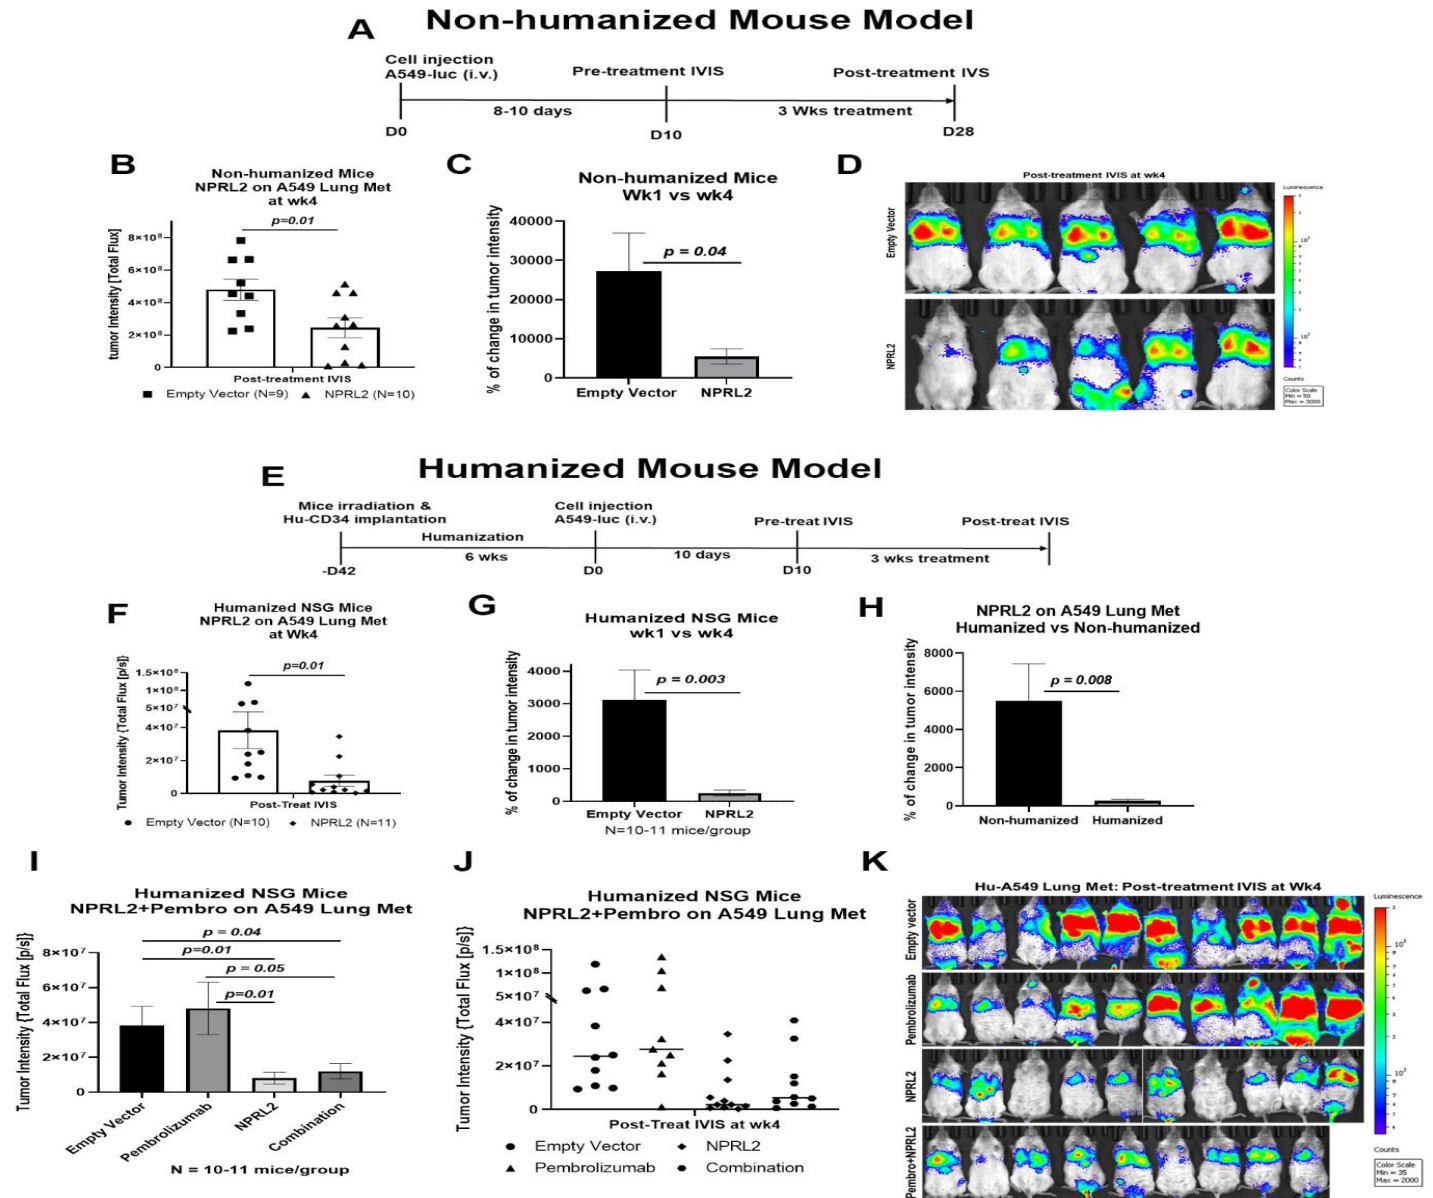 Non-humanized Mouse Model
A
Cell injection
A549-luc (i.v.)
Pre-treatment IVIS
Post-treatment IVS
8-10 days
3 Wks treatment
D0
D10
D28
B
Non-humanized Mice
NPRL2 on A549 Lung Met
at wk4
p=0.01
tumor Intensity [Total Flux]
8×10⁸
6×10⁸
4×10⁸
2×10⁸
0
Post-treatment IVIS
Empty Vector (N=9)
NPRL2 (N=10)
C
Non-humanized Mice
Wk1 vs wk4
% of change in tumor intensity
40000
30000
20000
10000
0
p = 0.04
Empty Vector
NPRL2
D
Post-treatment IVIS at wk4
Empty Vector
NPRL2
Luminescence
Counts
Color Scale
Min = 50
Max = 3000
Humanized Mouse Model
E
Mice irradiation &
Hu-CD34 implantation
Cell injection
A549-luc (i.v.)
Pre-treat IVIS
Post-treat IVIS
Humanization
6 wks
10 days
3 wks treatment
-D42
D0
D10
F
Humanized NSG Mice
NPRL2 on A549 Lung Met
at Wk4
p=0.01
Tumor Intensity {Total Flux [p/s]}
1.5×10⁸
1×10⁸
5×10⁷
4×10⁷
2×10⁷
0
Post-Treat IVIS
Empty Vector (N=10)
NPRL2 (N=11)
G
Humanized NSG Mice
wk1 vs wk4
% of change in tumor intensity
4000
3000
2000
1000
0
p = 0.003
Empty Vector
NPRL2
N=10-11 mice/group
H
NPRL2 on A549 Lung Met
Humanized vs Non-humanized
% of change in tumor intensity
8000
6000
4000
2000
0
p = 0.008
Non-humanized
Humanized
I
Humanized NSG Mice
NPRL2+Pembro on A549 Lung Met
Tumor Intensity {Total Flux [p/s]}
8×10⁷
6×10⁷
4×10⁷
2×10⁷
0
p = 0.04
p=0.01
p = 0.05
p=0.01
Empty Vector
Pembrolizumab
NPRL2
Combination
N = 10-11 mice/group
J
Humanized NSG Mice
NPRL2+Pembro on A549 Lung Met
Tumor Intensity {Total Flux [p/s]}
1.5×10⁸
1×10⁸
5×10⁷
4×10⁷
2×10⁷
0
Post-Treat IVIS at wk4
Empty Vector
NPRL2
Pembrolizumab
Combination
K
Hu-A549 Lung Met: Post-treatment IVIS at Wk4
Empty vector
Pembrolizumab
NPRL2
Pembro+NPRL2
Luminescence
Counts
Color Scale
Min = 35
Max = 2000